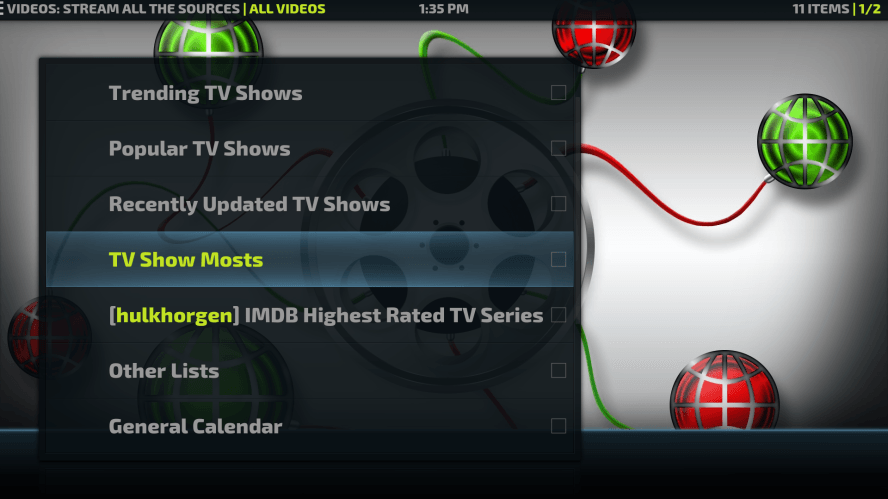 VIDEOS: STREAM ALL THE SOURCES | ALL VIDEOS
1:35 PM
11 ITEMS | 1/2
Trending TV Shows
Popular TV Shows
Recently Updated TV Shows
TV Show Mosts
[hulkhorgen] IMDB Highest Rated TV Series
Other Lists
General Calendar